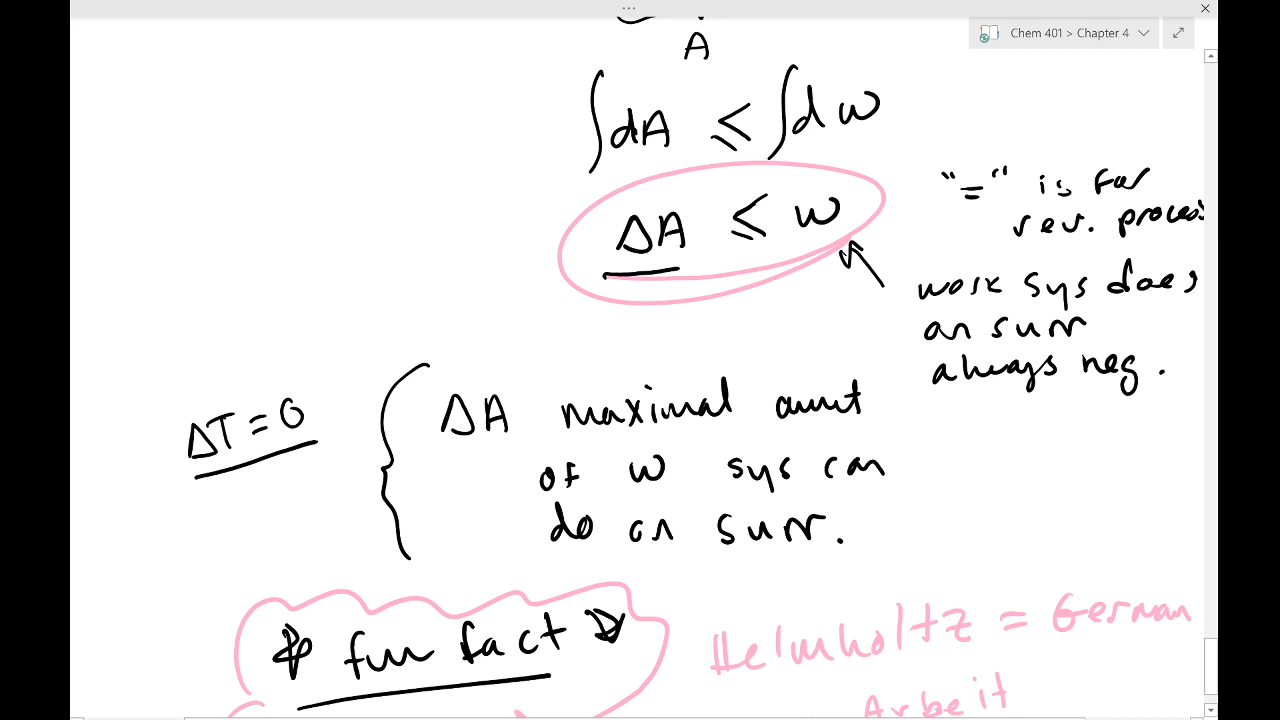 Chem 401 > Chapter 4
A
∫dA ≤ ∫dw
ΔA ≤ w
"=" is for
rev. process
work sys does
on surr
always neg.
ΔT = 0
ΔA maximal amnt
of w sys can
do on surr.
fun fact
Helmholtz = German
Arbeit